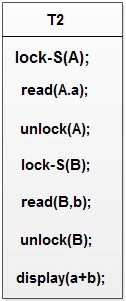 T2
lock-S(A);
read(A.a);
unlock(A);
lock-S(B);
read(B,b);
unlock(B);
display(a+b);